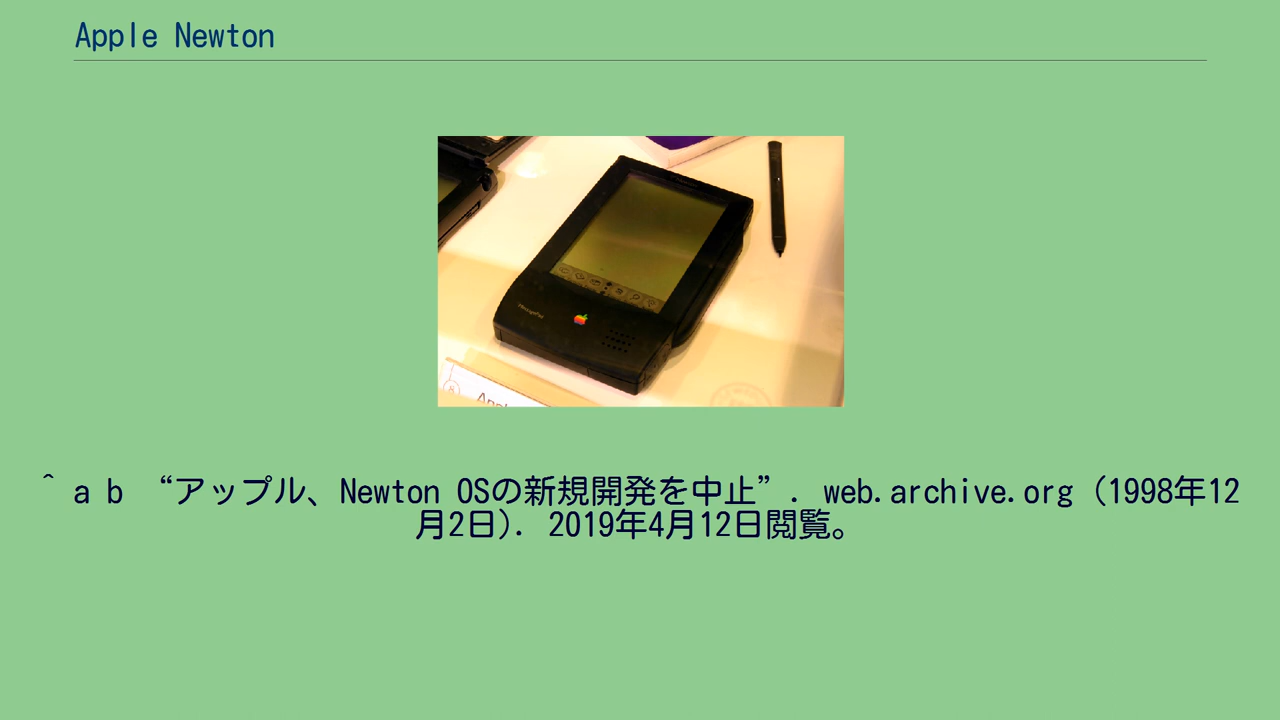 Apple Newton
MessagePad
^ a b “アップル、Newton OSの新規開発を中止”. web.archive.org (1998年12
月2日). 2019年4月12日閲覧。